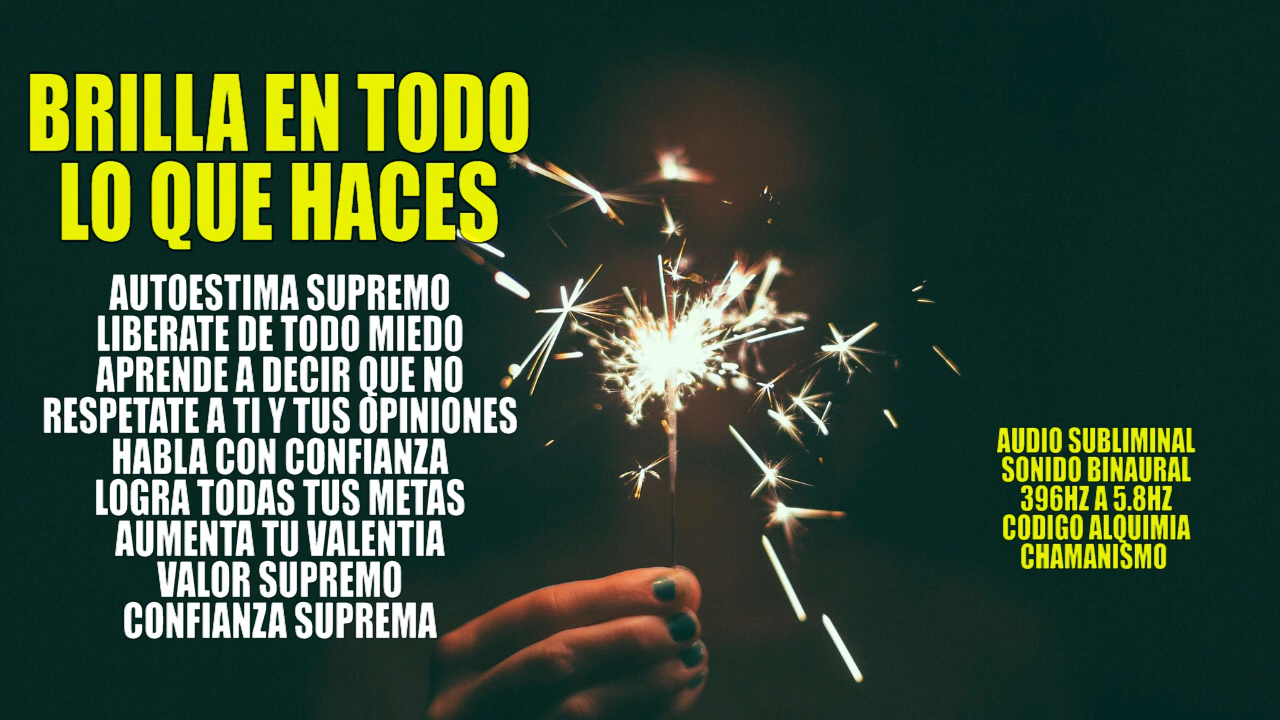 BRILLA EN TODO
LO QUE HACES
AUTOESTIMA SUPREMO
LIBERATE DE TODO MIEDO
APRENDE A DECIR QUE NO
RESPETATE A TI Y TUS OPINIONES
HABLA CON CONFIANZA
LOGRA TODAS TUS METAS
AUMENTA TU VALENTIA
VALOR SUPREMO
CONFIANZA SUPREMA
AUDIO SUBLIMINAL
SONIDO BINAURAL
396HZ A 5.8HZ
CODIGO ALQUIMIA
CHAMANISMO